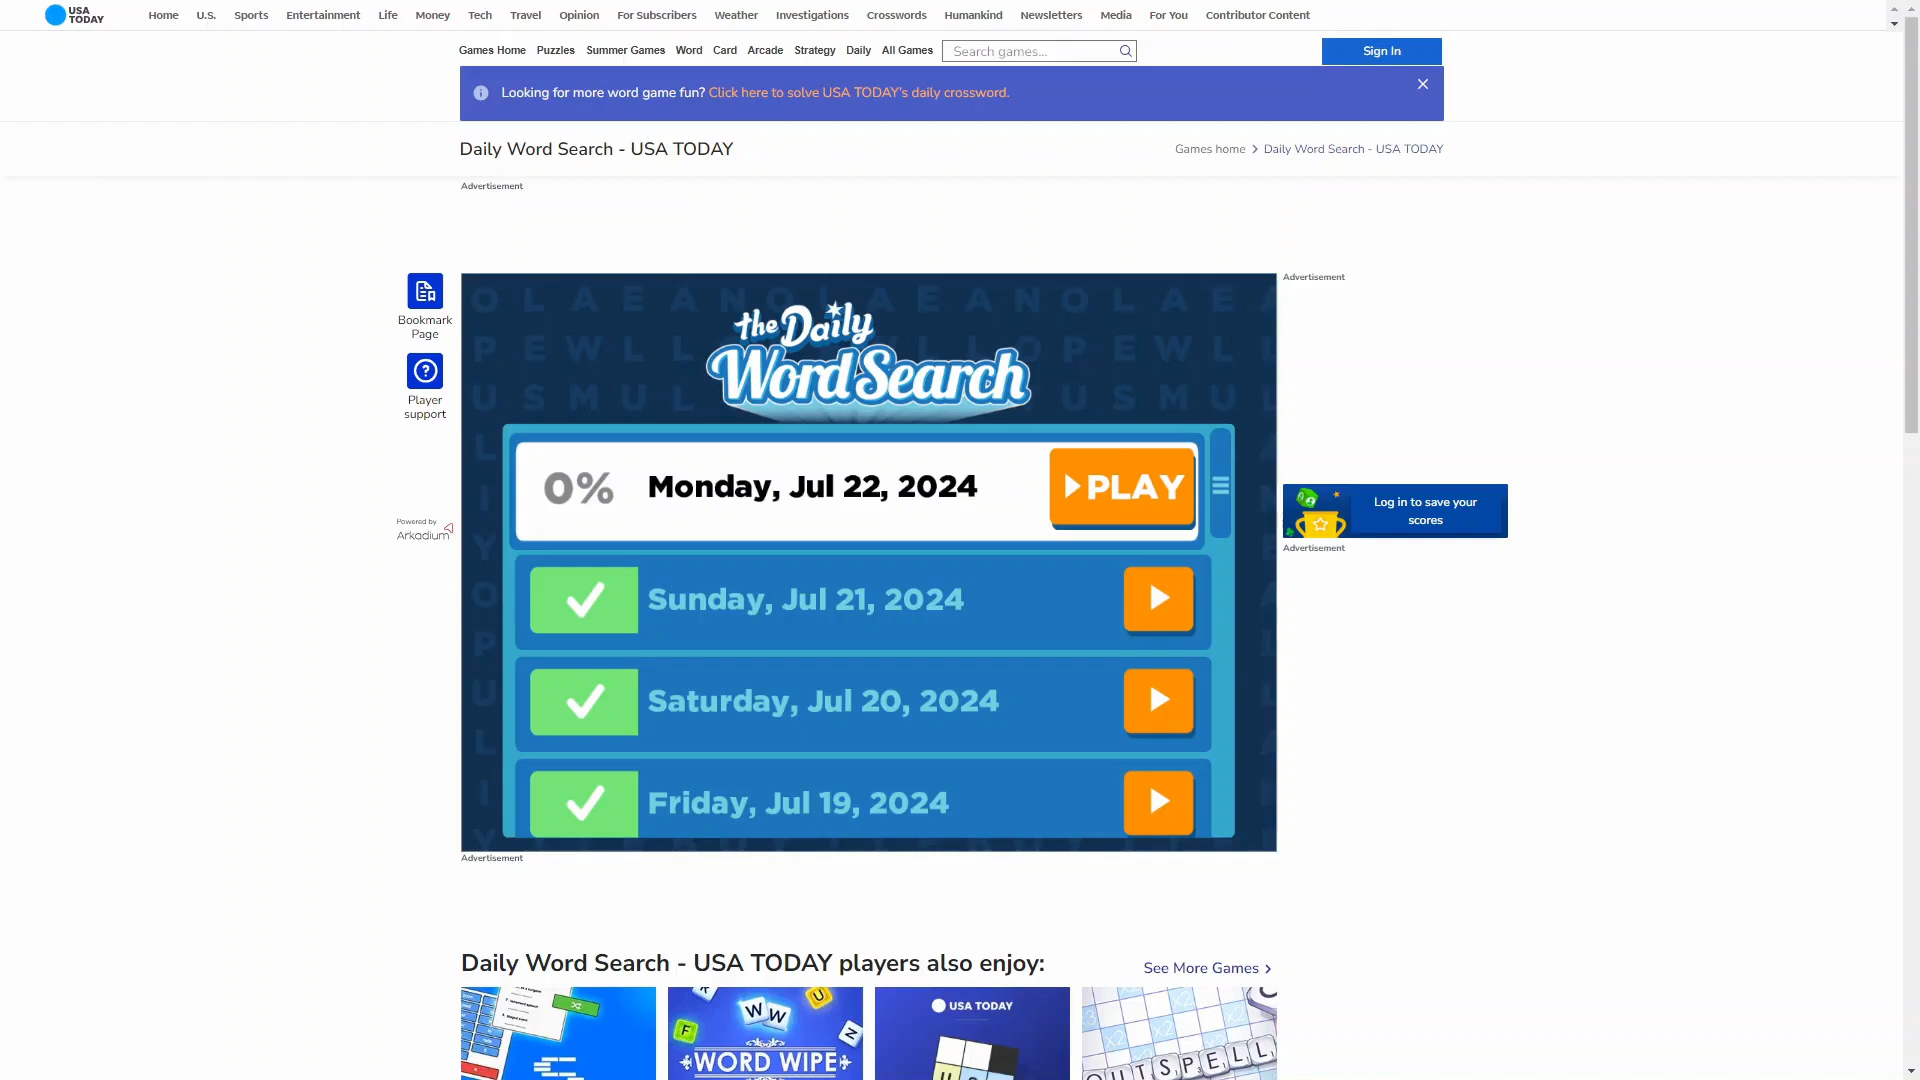 USA TODAY
Home U.S. Sports Entertainment Life Money Tech Travel Opinion For Subscribers Weather Investigations Crosswords Humankind Newsletters Media For You Contributor Content
Games Home Puzzles Summer Games Word Card Arcade Strategy Daily All Games Search games... Sign In
Looking for more word game fun? Click here to solve USA TODAY's daily crossword.
Daily Word Search - USA TODAY
Games home > Daily Word Search - USA TODAY
Advertisement
Bookmark Page
Player support
Powered by
Arkadium
Advertisement
the Daily
Word Search
0% Monday, Jul 22, 2024 PLAY
Sunday, Jul 21, 2024
Saturday, Jul 20, 2024
Friday, Jul 19, 2024
Log in to save your
scores
Advertisement
Advertisement
Daily Word Search - USA TODAY players also enjoy:
See More Games >
WORD WIPE
USA TODAY
OUTSPELL